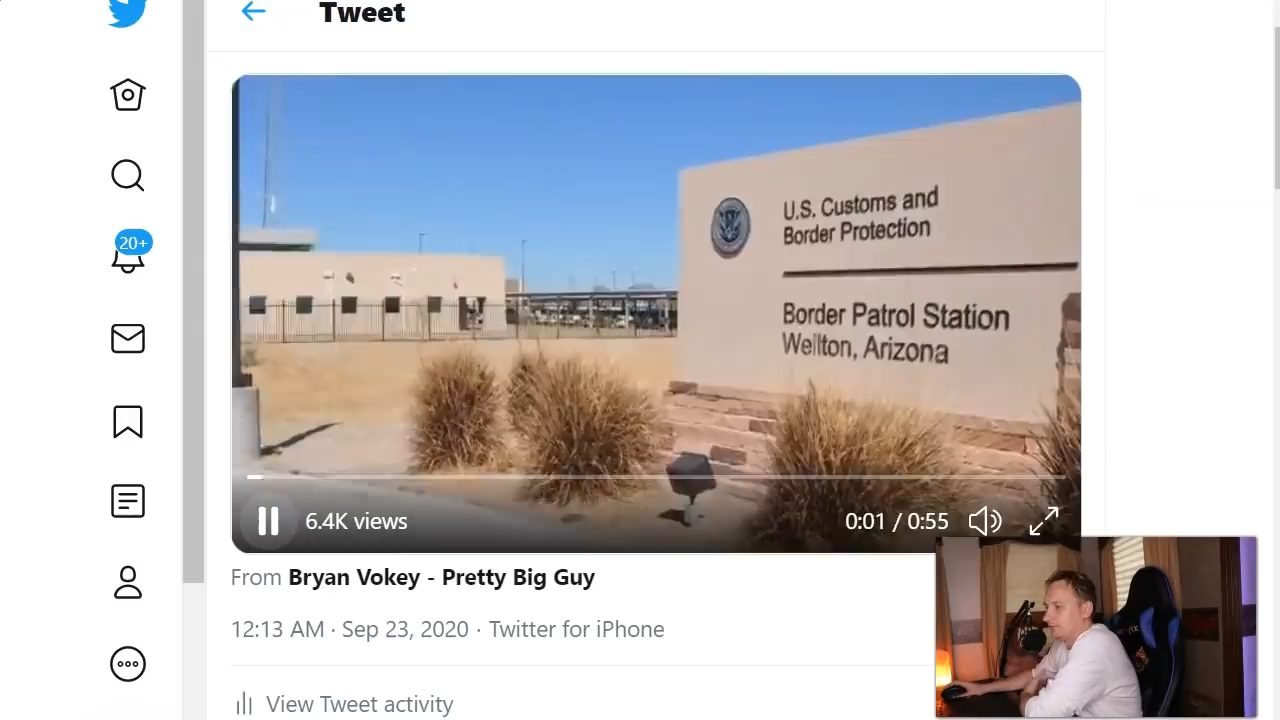 Tweet
20+
U.S. Customs and
Border Protection
Border Patrol Station
Wellton, Arizona
6.4K views
0:01 / 0:55
From Bryan Vokey - Pretty Big Guy
12:13 AM · Sep 23, 2020 · Twitter for iPhone
View Tweet activity